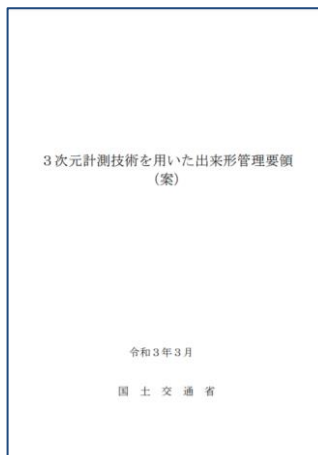 ３次元計測技術を用いた出来形管理要領
（案）
令和３年３月
国 土 交 通 省